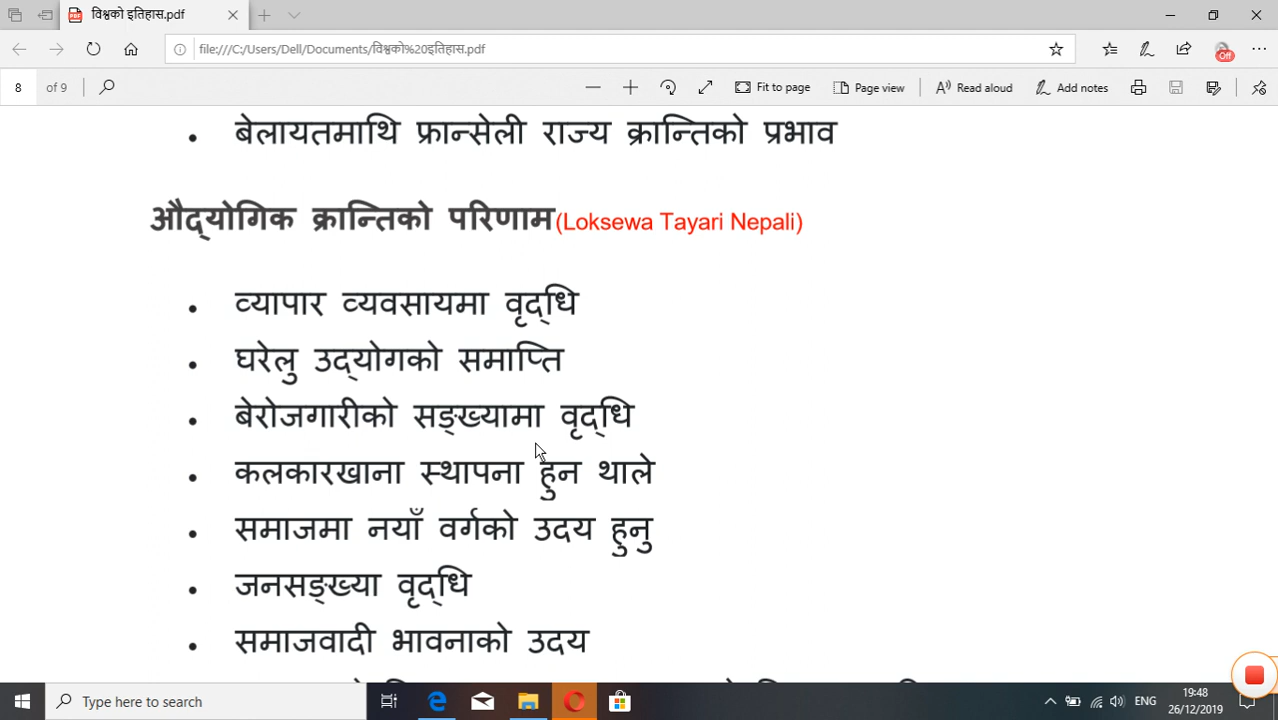 विश्वको इतिहास.pdf
file:///C:/Users/Dell/Documents/विश्वको%20इतिहास.pdf
8 of 9 Fit to page Page view Read aloud Add notes
Off
बेलायतमाथि फ्रान्सेली राज्य क्रान्तिको प्रभाव
औद्योगिक क्रान्तिको परिणाम(Loksewa Tayari Nepali)
व्यापार व्यवसायमा वृद्धि
घरेलु उद्योगको समाप्ति
बेरोजगारीको सङ्ख्यामा वृद्धि
कलकारखाना स्थापना हुन थाले
समाजमा नयाँ वर्गको उदय हुनु
जनसङ्ख्या वृद्धि
समाजवादी भावनाको उदय
Type here to search
ENG
19:48
26/12/2019